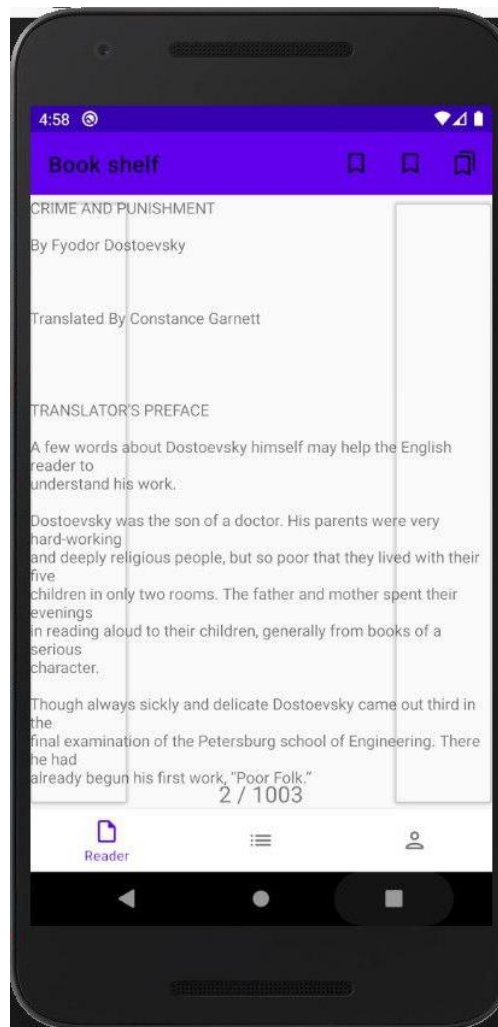 4:58
Book shelf
CRIME AND PUNISHMENT
By Fyodor Dostoevsky
Translated By Constance Garnett
TRANSLATOR'S PREFACE
A few words about Dostoevsky himself may help the English
reader to
understand his work.
Dostoevsky was the son of a doctor. His parents were very
hard-working
and deeply religious people, but so poor that they lived with their
five
children in only two rooms. The father and mother spent their
evenings
in reading aloud to their children, generally from books of a
serious
character.
Though always sickly and delicate Dostoevsky came out third in
the
final examination of the Petersburg school of Engineering. There
he had
already begun his first work, “Poor Folk.”
2 / 1003
Reader